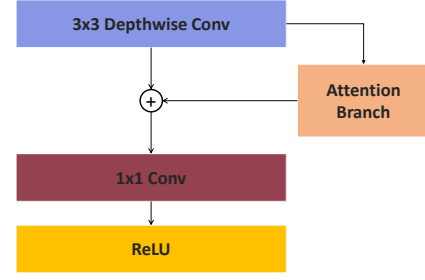 3x3 Depthwise Conv
Attention
Branch
+
1x1 Conv
ReLU